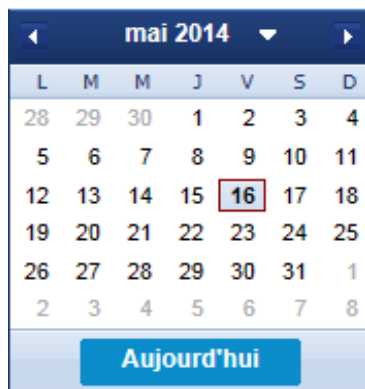 mai 2014
L M M J V S D
28 29 30 1 2 3 4
5 6 7 8 9 10 11
12 13 14 15 16 17 18
19 20 21 22 23 24 25
26 27 28 29 30 31 1
2 3 4 5 6 7 8
Aujourd'hui